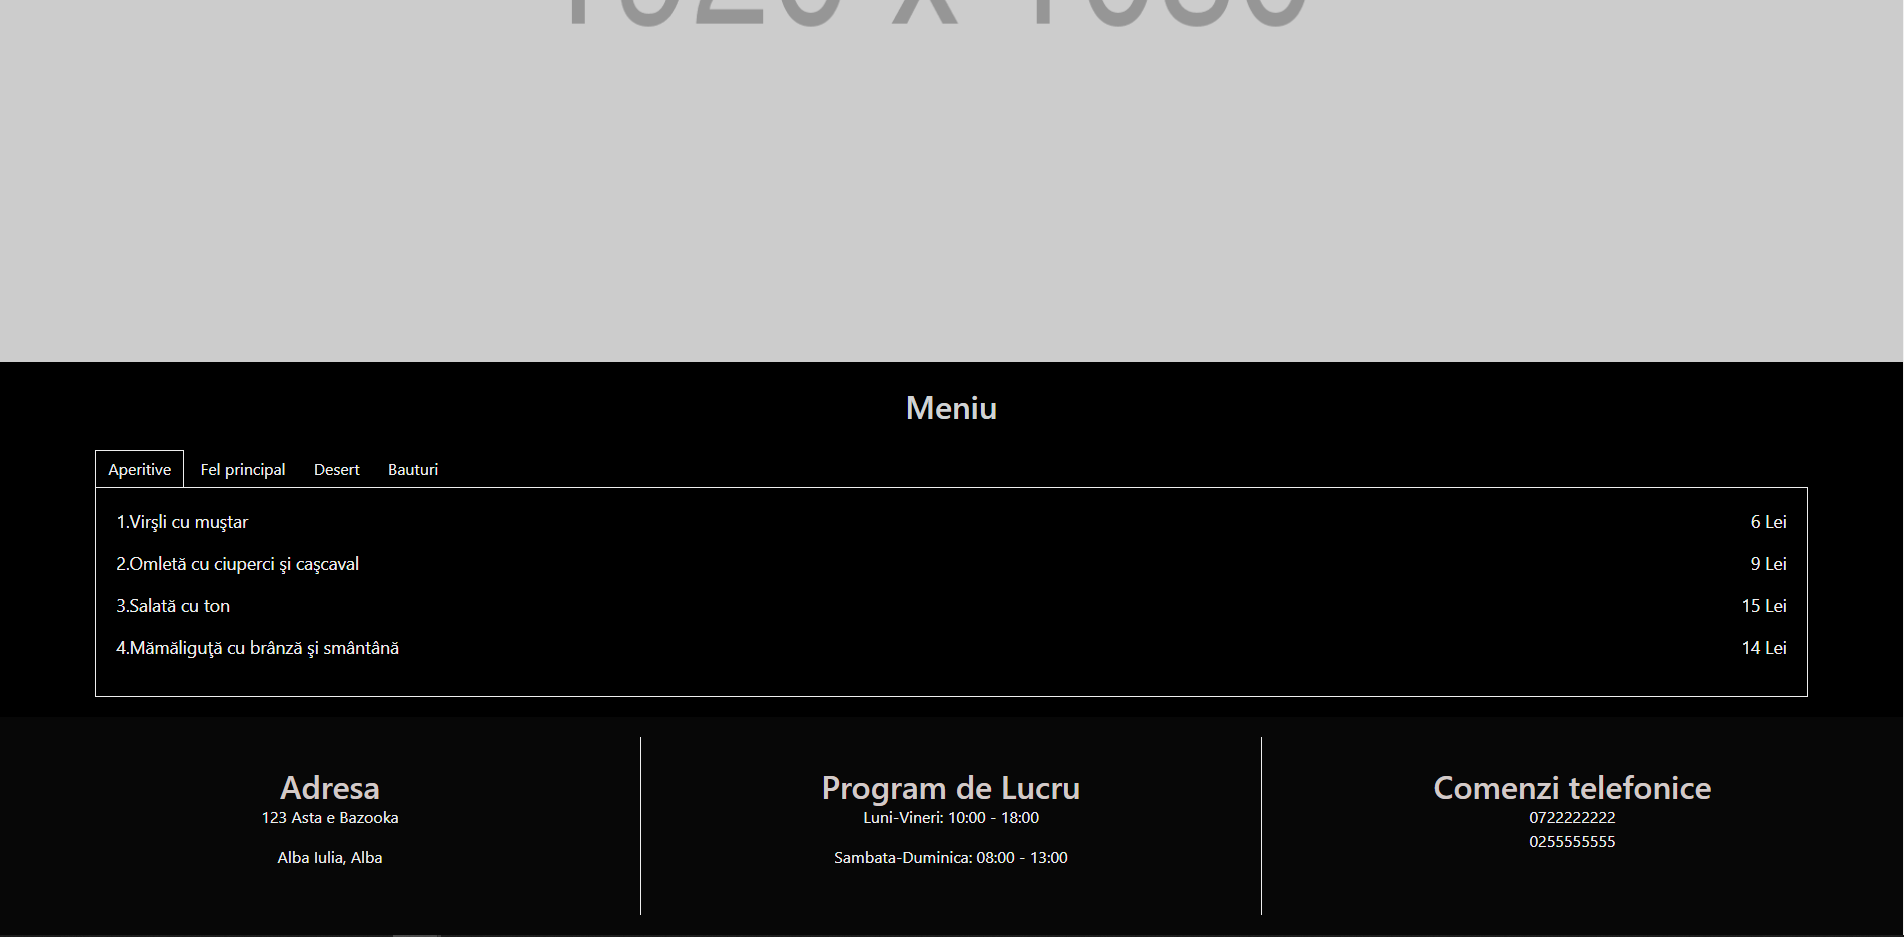 Meniu
Aperitive Fel principal Desert Bauturi
1.Virşli cu muştar 6 Lei
2.Omletă cu ciuperci şi caşcaval 9 Lei
3.Salată cu ton 15 Lei
4.Mămăliguţă cu brânză şi smântână 14 Lei
Adresa
123 Asta e Bazooka
Alba Iulia, Alba
Program de Lucru
Luni-Vineri: 10:00 - 18:00
Sambata-Duminica: 08:00 - 13:00
Comenzi telefonice
0722222222
0255555555